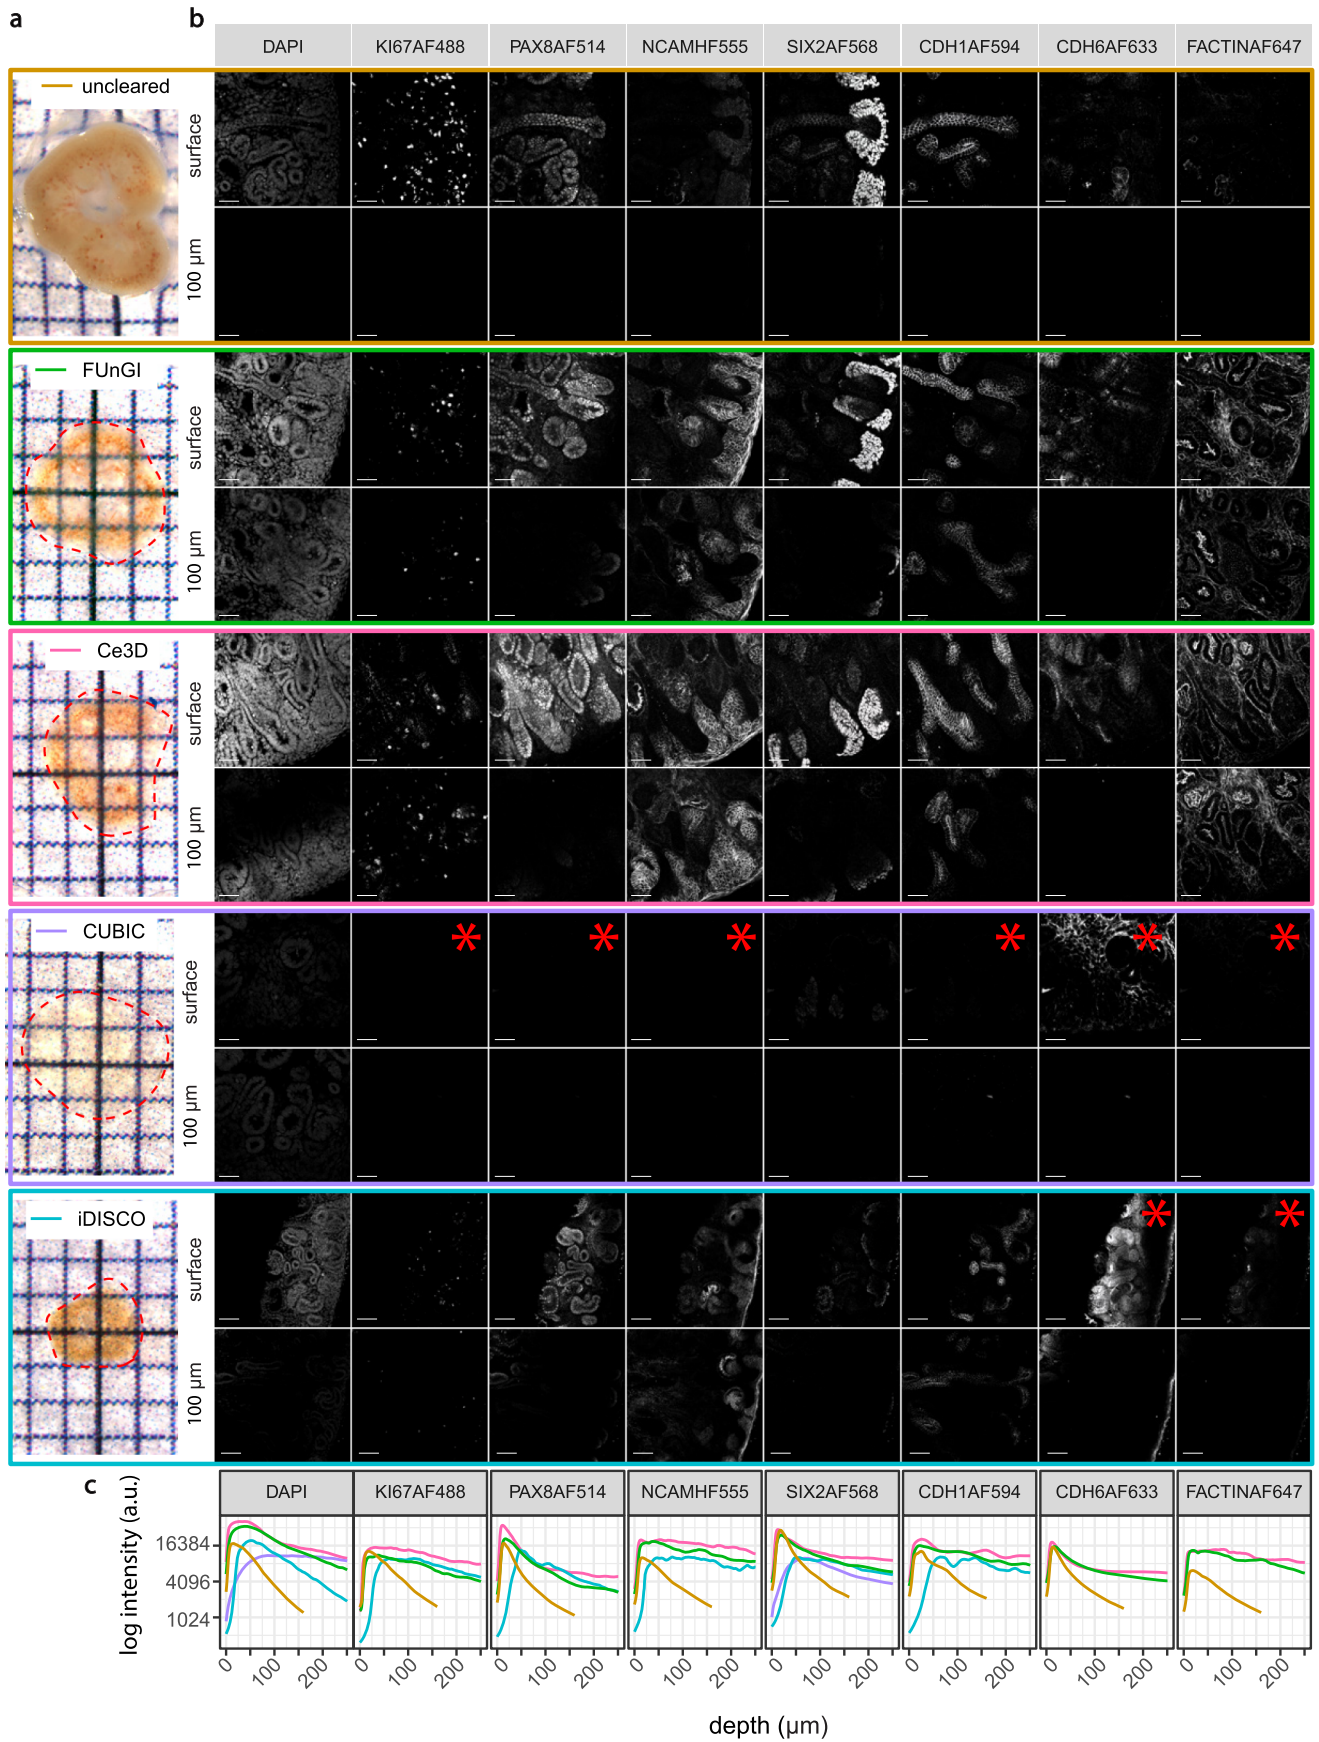 a
b
DAPI KI67AF488 PAX8AF514 NCAMHF555 SIX2AF568 CDH1AF594 CDH6AF633 FACTINAF647
uncleared
surface
100 µm
FUnGI
surface
100 µm
Ce3D
surface
100 µm
CUBIC
* * * * * *
surface
100 µm
iDISCO
* *
surface
100 µm
c
log intensity (a.u.)
DAPI KI67AF488 PAX8AF514 NCAMHF555 SIX2AF568 CDH1AF594 CDH6AF633 FACTINAF647
16384
4096
1024
0 100 200 0 100 200 0 100 200 0 100 200 0 100 200 0 100 200 0 100 200 0 100 200
depth (µm)